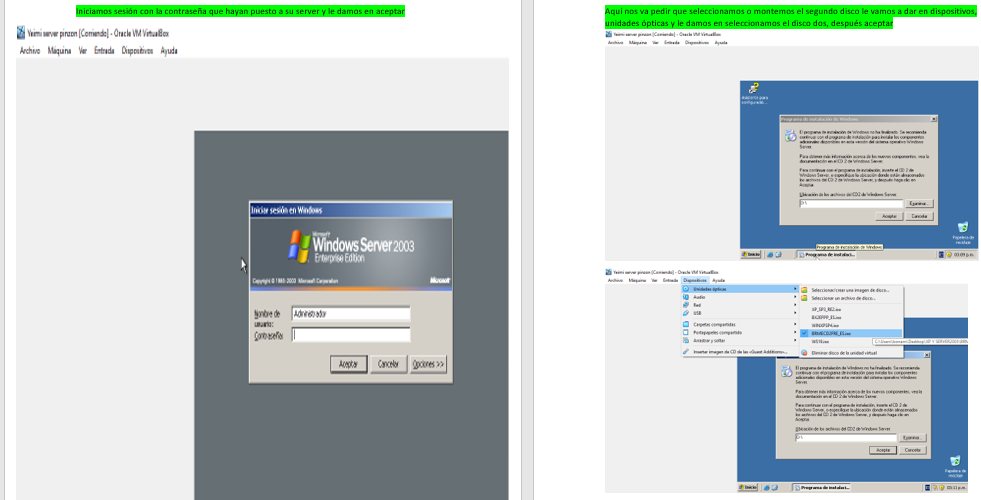 Iniciamos sesión con la contraseña que hayan puesto a su server y le damos en aceptar
Yeimi server pinzon [Corriendo] - Oracle VM VirtualBox
Archivo Máquina Ver Entrada Dispositivos Ayuda
Iniciar sesión en Windows
Microsoft
Windows Server 2003
Enterprise Edition
Copyright © 1985-2003 Microsoft Corporation
Microsoft
Nombre de
usuario:
Administrador
Contraseña:
Aceptar Cancelar Opciones >>
Aquí nos va pedir que seleccionamos o montemos el segundo disco le vamos a dar en dispositivos,
unidades ópticas y le damos en seleccionamos el disco dos, después aceptar
Yeimi server pinzon [Corriendo] - Oracle VM VirtualBox
Archivo Máquina Ver Entrada Dispositivos Ayuda
Programa de instalación de Windows
El programa de instalación de Windows no ha finalizado. Se recomienda
continuar con el programa de instalación para instalar los componentes
adicionales disponibles en esta versión del sistema operativo Windows
Server.
Para obtener más información acerca de los nuevos componentes, vea la
documentación en el CD 2 de Windows Server.
Para continuar con el programa de instalación, inserte el CD 2 de
Windows Server, o especifique la ubicación donde están almacenados
los archivos del CD 2 de Windows Server, y después haga clic en
Aceptar.
Ubicación de los archivos del CD2 de Windows Server:
D:\
Examinar...
Aceptar Cancelar
Papelera de
reciclaje
Programa de instalación de Windows
Inicio
Programa de instalaci...
03:09 p.m.
Yeimi server pinzon [Corriendo] - Oracle VM VirtualBox
Archivo Máquina Ver Entrada Dispositivos Ayuda
Unidades ópticas
Audio
Red
USB
Carpetas compartidas
Portapapeles compartido
Arrastrar y soltar
Insertar imagen de CD de las «Guest Additions»...
Seleccionar/crear una imagen de disco...
Seleccionar un archivo de disco...
Eliminar disco de la unidad virtual
El programa de instalación de Windows no ha finalizado. Se recomienda
continuar con el programa de instalación para instalar los componentes
adicionales disponibles en esta versión del sistema operativo Windows
Server.
Para obtener más información acerca de los nuevos componentes, vea la
documentación en el CD 2 de Windows Server.
Para continuar con el programa de instalación, inserte el CD 2 de
Windows Server, o especifique la ubicación donde están almacenados
los archivos del CD 2 de Windows Server, y después haga clic en
Aceptar.
Ubicación de los archivos del CD2 de Windows Server:
D:\
Examinar...
Aceptar Cancelar
Papelera de
reciclaje
Inicio
Programa de instalaci...
03:11 p.m.